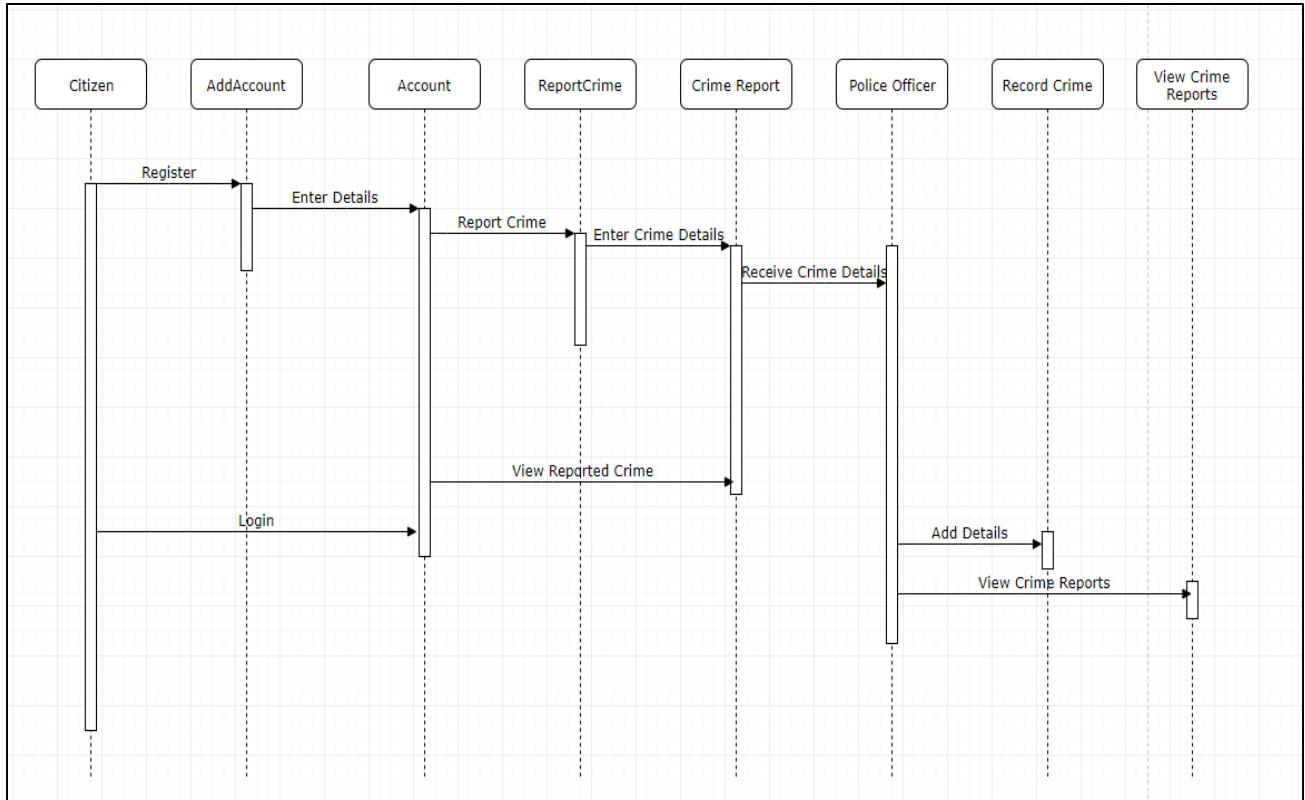 Citizen
AddAccount
Account
ReportCrime
Crime Report
Police Officer
Record Crime
View Crime
Reports
Register
Enter Details
Report Crime
Enter Crime Details
Receive Crime Details
View Reported Crime
Login
Add Details
View Crime Reports